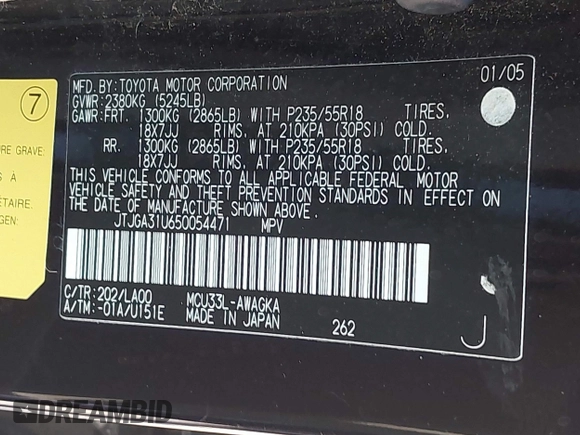 MFD.BY:TOYOTA MOTOR CORPORATION 01/05
GVWR:2380KG (5245LB)
GAWR:FRT. 1300KG (2865LB) WITH P235/55R18 TIRES,
18X7JJ RIMS, AT 210KPA (30PSI) COLD.
RR. 1300KG (2865LB) WITH P235/55R18 TIRES,
18X7JJ RIMS, AT 210KPA (30PSI) COLD.
THIS VEHICLE CONFORMS TO ALL APPLICABLE FEDERAL MOTOR
VEHICLE SAFETY AND THEFT PREVENTION STANDARDS IN EFFECT ON
THE DATE OF MANUFACTURE SHOWN ABOVE.
JTJGA31U650054471 MPV
C/TR:202/LA00 MCU33L-AWAGKA
A/TM:-01A/U151E MADE IN JAPAN 262 J
7
URE GRAVE:
ÉTAIRE.
GEN:
DREAMBID